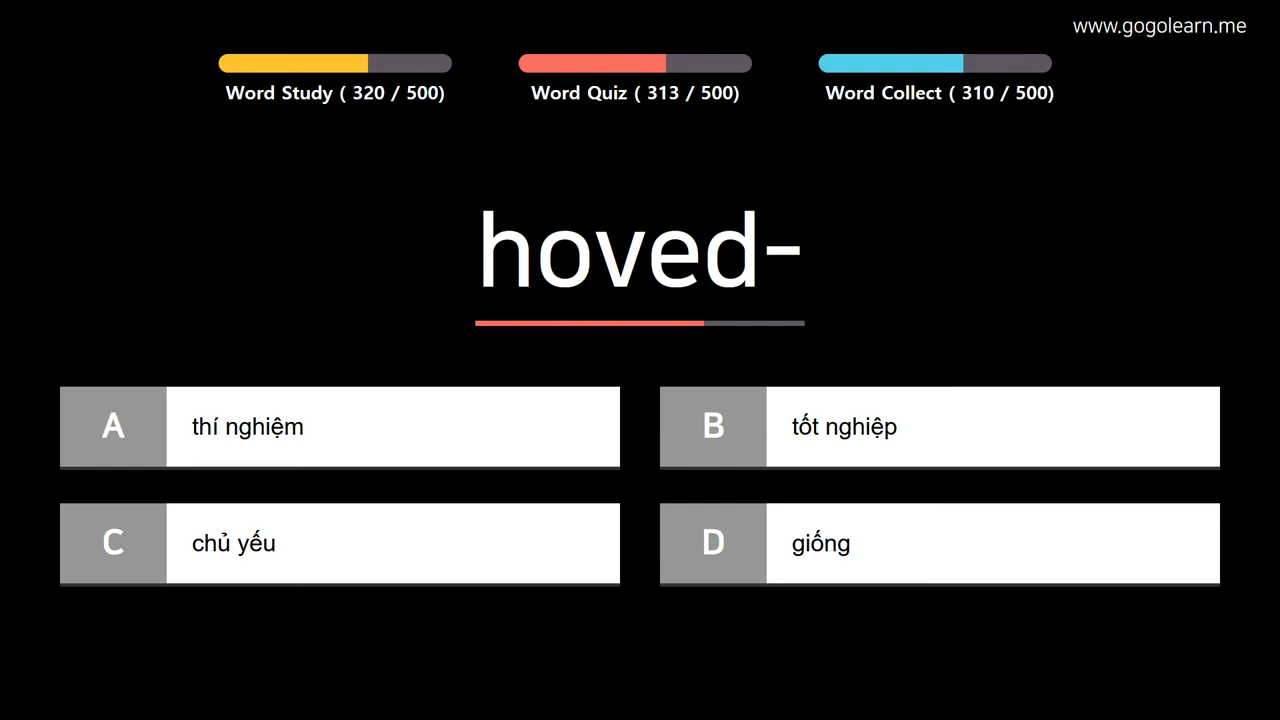 www.gogolearn.me
Word Study ( 320 / 500)
Word Quiz ( 313 / 500)
Word Collect ( 310 / 500)
hoved-
A thí nghiệm
B tốt nghiệp
C chủ yếu
D giống